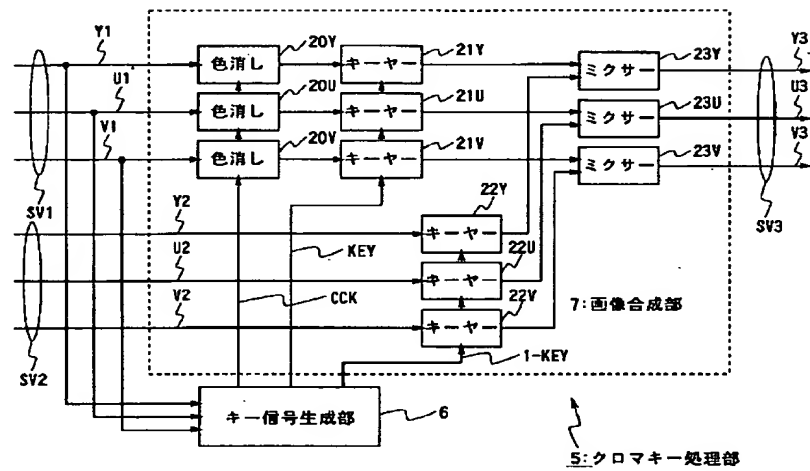 Y1
U1
V1
SV1
Y2
U2
V2
SV2
色消し
20Y
キーヤー
21Y
ミクサー
23Y
Y3
色消し
20U
キーヤー
21U
ミクサー
23U
U3
色消し
20V
キーヤー
21V
ミクサー
23V
V3
SV3
キーヤー
22Y
キーヤー
22U
キーヤー
22V
KEY
CCK
1-KEY
7:画像合成部
キー信号生成部
6
5:クロマキー処理部